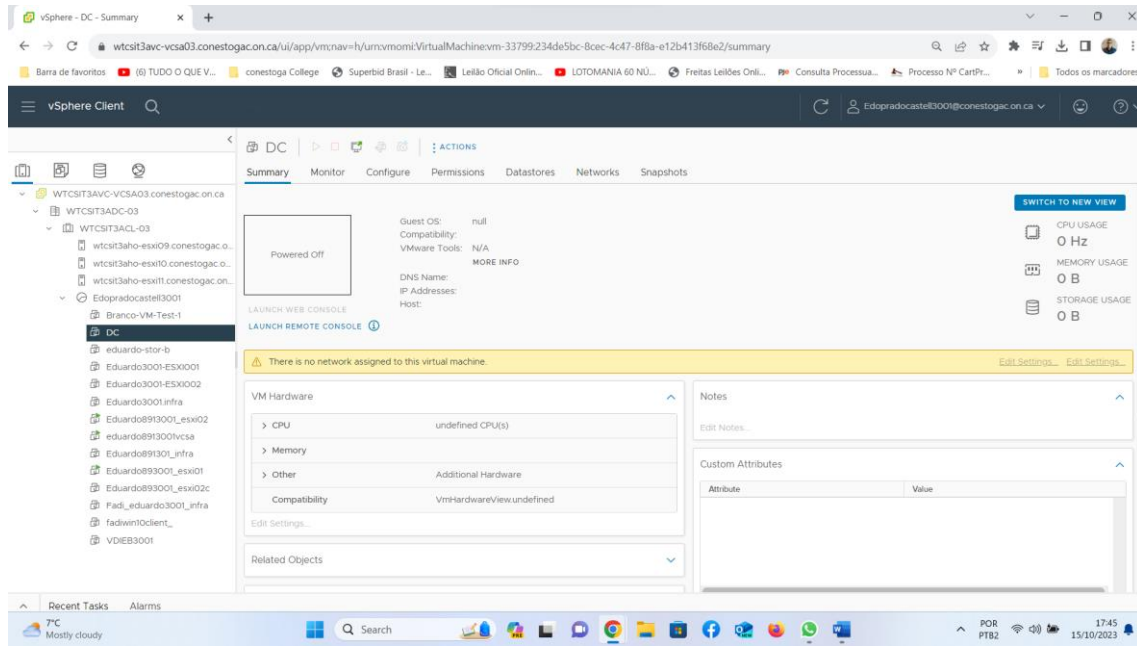 vSphere - DC - Summary
wtcsit3avc-vcsa03.conestogac.on.ca/ui/app/vm;nav=h/urn:vmomi:VirtualMachine:vm-33799:234de5bc-8cec-4c47-8f8a-e12b413f68e2/summary
Barra de favoritos (6) TUDO O QUE V... conestoga College Superbid Brasil - Le... Leilão Oficial Onlin... LOTOMANIA 60 NÚ... Freitas Leilões Onli... Consulta Processua... Processo Nº CartPr... » Todos os marcadores
vSphere Client Edopradocastell3001@conestogac.on.ca
DC ACTIONS
Summary Monitor Configure Permissions Datastores Networks Snapshots
WTCSIT3AVC-VCSA03.conestogac.on.ca
WTCSIT3ADC-03
WTCSIT3ACL-03
wtcsit3aho-esxi09.conestogac.o...
wtcsit3aho-esxi10.conestogac.o...
wtcsit3aho-esxi11.conestogac.on...
Edopradocastell3001
Branco-VM-Test-1
DC
eduardo-stor-b
Eduardo3001-ESXI001
Eduardo3001-ESXI002
Eduardo3001.infra
Eduardo8913001_esxi02
eduardo8913001vcsa
Eduardo891301_infra
Eduardo893001_esxi01
Eduardo893001_esxi02c
Fadi_eduardo3001_infra
fadiwin10client_
VDIEB3001
Powered Off
LAUNCH WEB CONSOLE
LAUNCH REMOTE CONSOLE
Guest OS: null
Compatibility:
VMware Tools: N/A
MORE INFO
DNS Name:
IP Addresses:
Host:
SWITCH TO NEW VIEW
CPU USAGE
0 Hz
MEMORY USAGE
0 B
STORAGE USAGE
0 B
There is no network assigned to this virtual machine. Edit Settings... Edit Settings...
VM Hardware
CPU undefined CPU(s)
Memory
Other Additional Hardware
Compatibility VmHardwareView.undefined
Edit Settings...
Related Objects
Notes
Edit Notes...
Custom Attributes
Attribute Value
Recent Tasks Alarms
7°C
Mostly cloudy
Search
POR
PTB2
17:45
15/10/2023